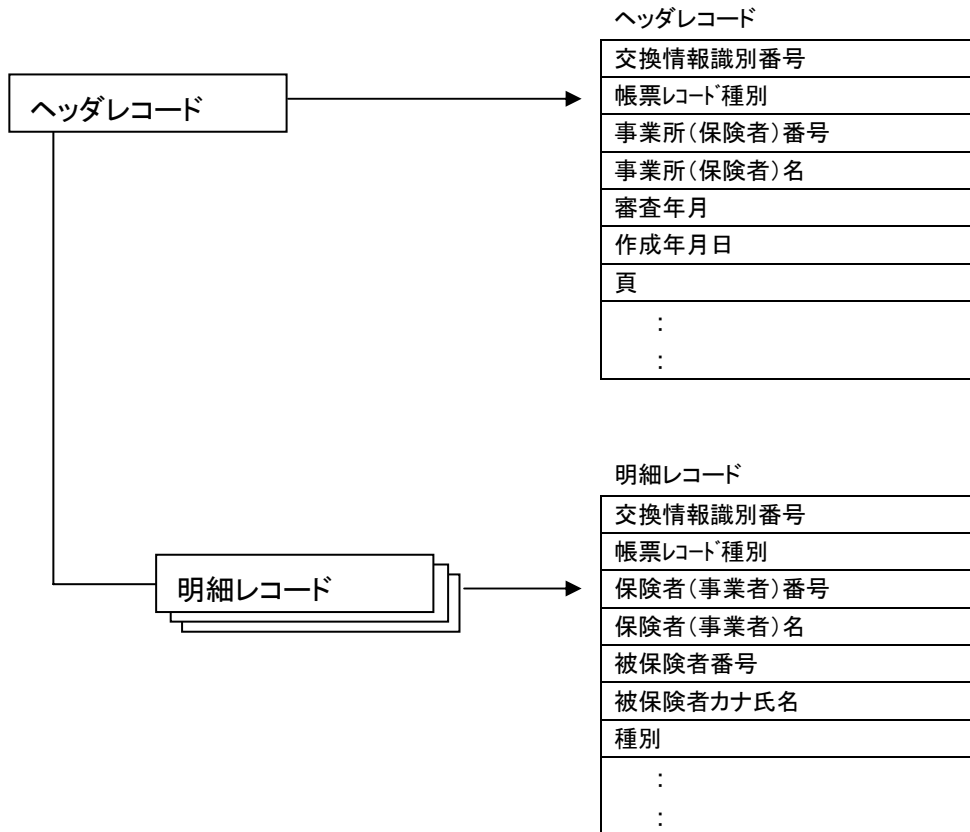 ヘッダレコード
交換情報識別番号
帳票ﾚｺｰﾄﾞ種別
事業所(保険者)番号
事業所(保険者)名
審査年月
作成年月日
頁
:
:
ヘッダレコード
明細レコード
交換情報識別番号
帳票ﾚｺｰﾄﾞ種別
保険者(事業者)番号
保険者(事業者)名
被保険者番号
被保険者カナ氏名
種別
:
:
明細レコード